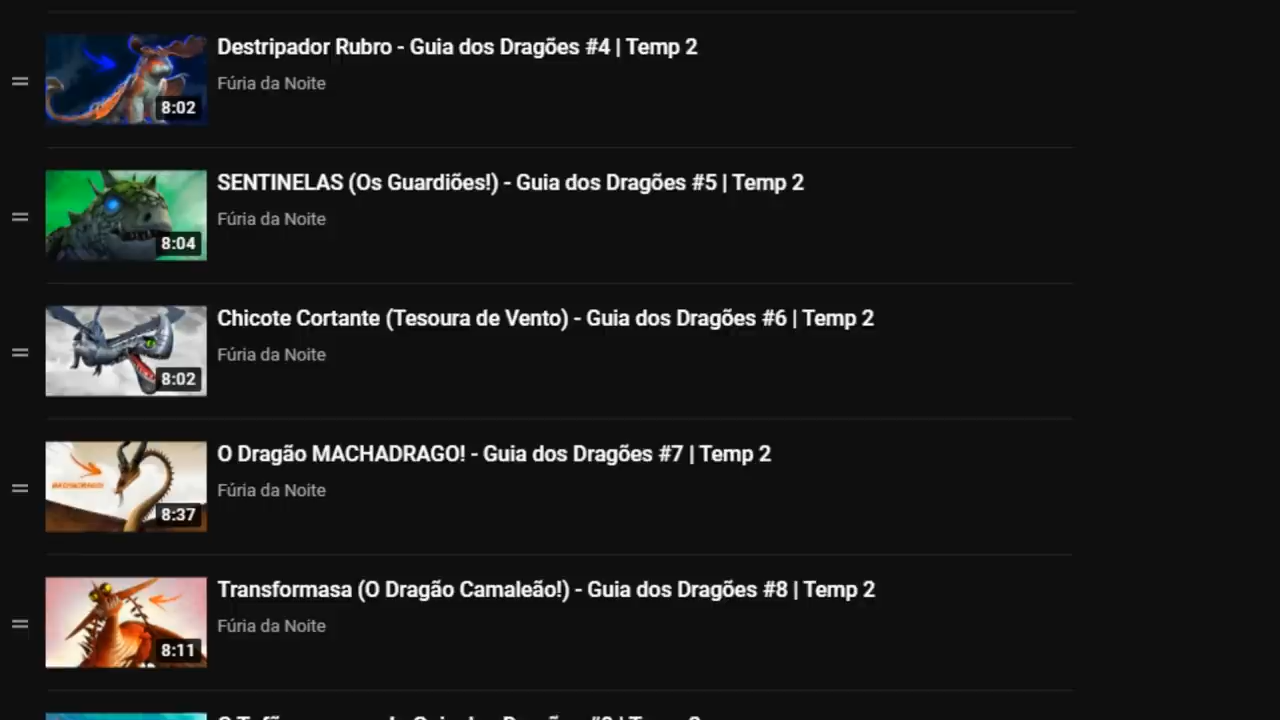 Destripador Rubro - Guia dos Dragões #4 | Temp 2
Fúria da Noite
8:02
SENTINELAS (Os Guardiões!) - Guia dos Dragões #5 | Temp 2
Fúria da Noite
8:04
Chicote Cortante (Tesoura de Vento) - Guia dos Dragões #6 | Temp 2
Fúria da Noite
8:02
O Dragão MACHADRAGO! - Guia dos Dragões #7 | Temp 2
Fúria da Noite
8:37
Transformasa (O Dragão Camaleão!) - Guia dos Dragões #8 | Temp 2
Fúria da Noite
8:11